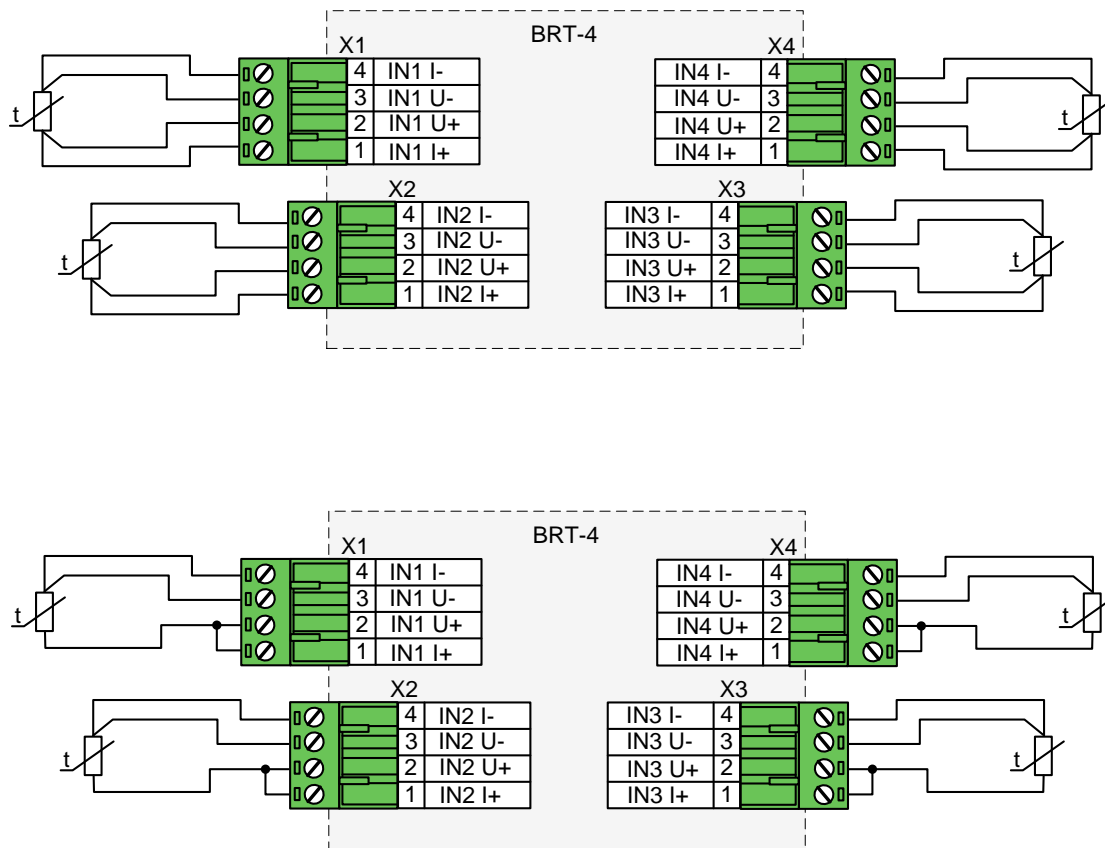 BRT-4
X1
X4
4 IN1 I-
3 IN1 U-
t
2 IN1 U+
1 IN1 I+
IN4 I- 4
IN4 U- 3
IN4 U+ 2
t
IN4 I+ 1
X2
X3
4 IN2 I-
3 IN2 U-
t
2 IN2 U+
1 IN2 I+
IN3 I- 4
IN3 U- 3
IN3 U+ 2
t
IN3 I+ 1
BRT-4
X1
X4
4 IN1 I-
3 IN1 U-
t
2 IN1 U+
1 IN1 I+
IN4 I- 4
IN4 U- 3
IN4 U+ 2
t
IN4 I+ 1
X2
X3
4 IN2 I-
3 IN2 U-
t
2 IN2 U+
1 IN2 I+
IN3 I- 4
IN3 U- 3
IN3 U+ 2
t
IN3 I+ 1